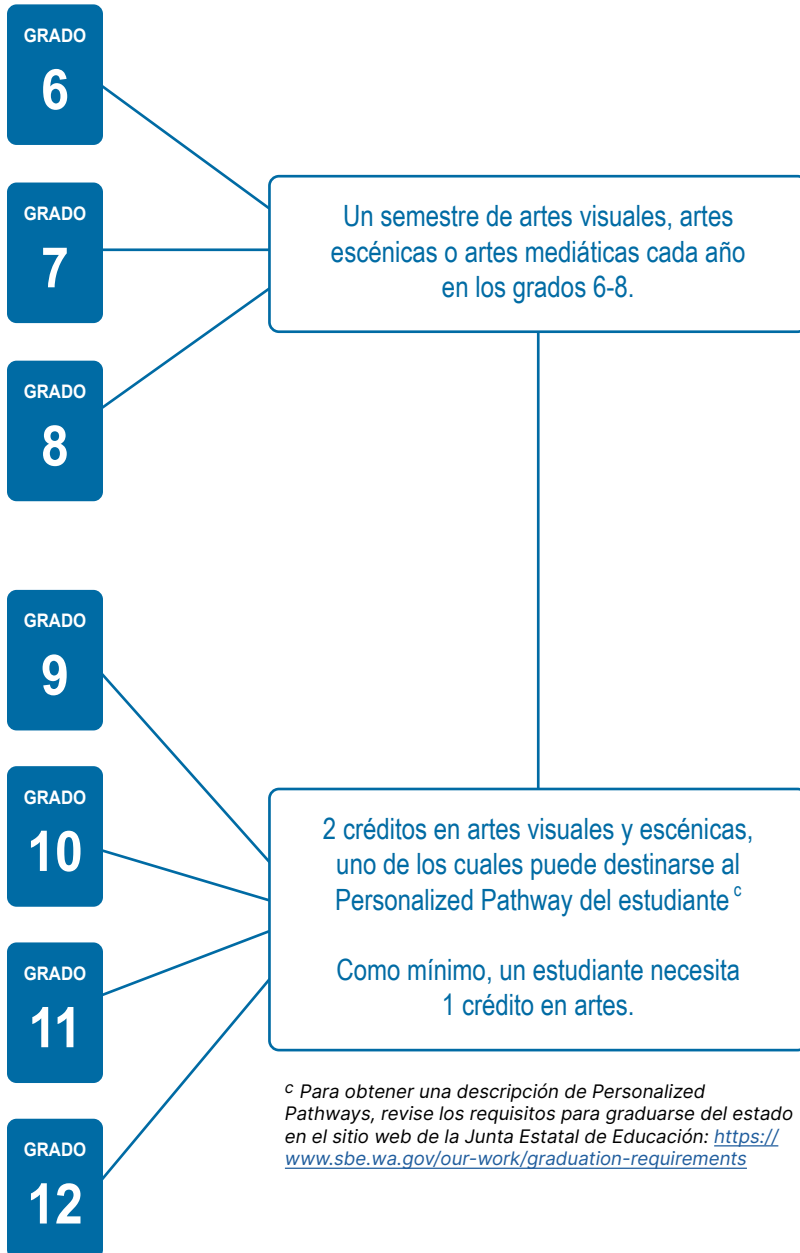 GRADO
6
GRADO
7
GRADO
8
Un semestre de artes visuales, artes
escénicas o artes mediáticas cada año
en los grados 6-8.
GRADO
9
GRADO
10
GRADO
11
GRADO
12
2 créditos en artes visuales y escénicas,
uno de los cuales puede destinarse al
Personalized Pathway del estudiante c
Como mínimo, un estudiante necesita
1 crédito en artes.
c Para obtener una descripción de Personalized
Pathways, revise los requisitos para graduarse del estado
en el sitio web de la Junta Estatal de Educación: https://
www.sbe.wa.gov/our-work/graduation-requirements